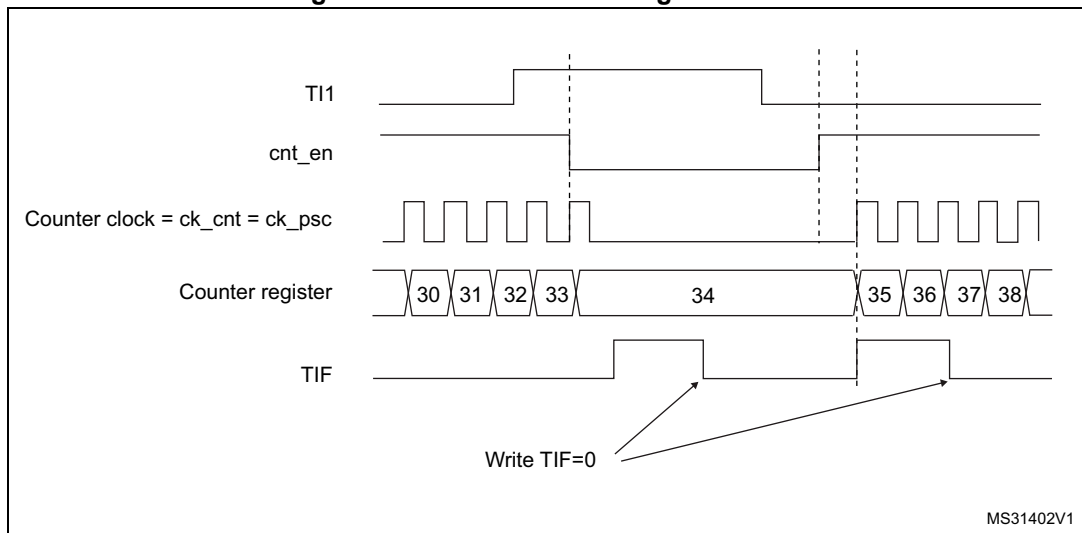 TI1
cnt_en
Counter clock = ck_cnt = ck_psc
Counter register
30 31 32 33 34 35 36 37 38
TIF
Write TIF=0
MS31402V1